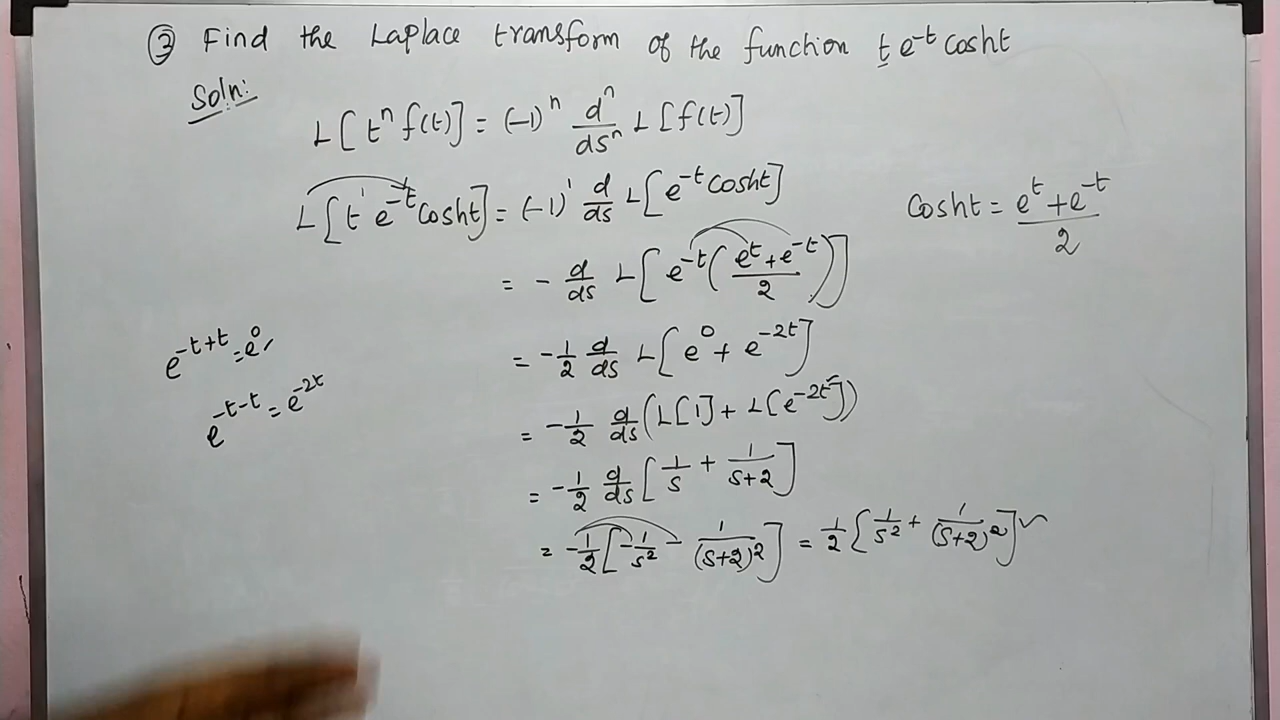 ③ Find the Laplace transform of the function t e^-t cosht
Soln:
L[t^n f(t)] = (-1)^n d^n/ds^n L[f(t)]
L[t^1 e^-t cosht] = (-1)^1 d/ds L[e^-t cosht]
cosht = (e^t + e^-t)/2
= - d/ds L[e^-t ((e^t + e^-t)/2)]
e^-t+t = e^0
= -1/2 d/ds L[e^0 + e^-2t]
e^-t-t = e^-2t
= -1/2 d/ds (L[1] + L[e^-2t])
= -1/2 d/ds [1/s + 1/(s+2)]
= -1/2 [-1/s^2 - 1/(s+2)^2] = 1/2 [1/s^2 + 1/(s+2)^2]